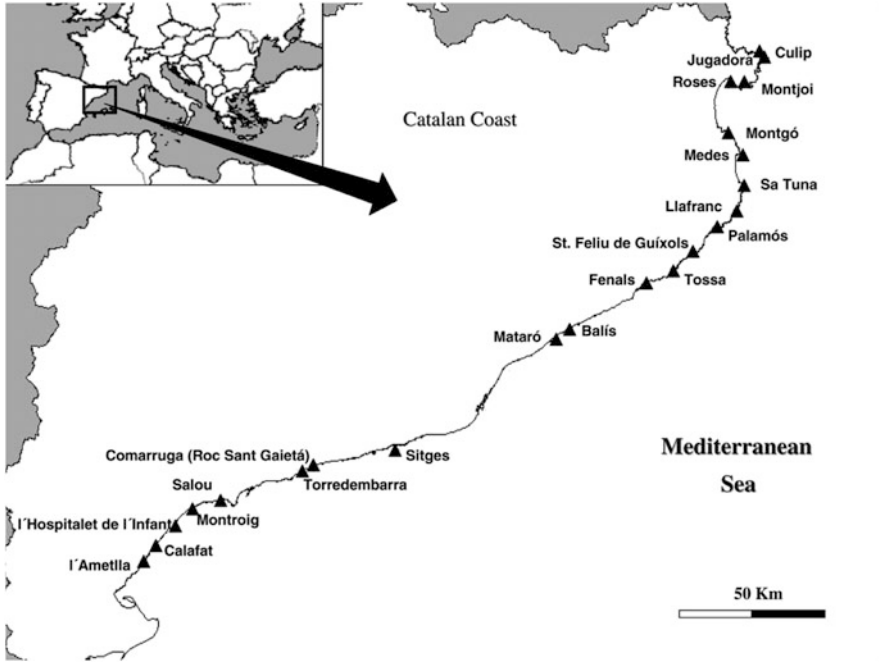 Culip
Jugadora
Roses
Montjoi
Catalan Coast
Montgó
Medes
Sa Tuna
Llafranc
Palamós
St. Feliu de Guíxols
Fenals
Tossa
Mataró
Balís
Mediterranean
Sea
Comarruga (Roc Sant Gaietá)
Sitges
Salou
Torredembarra
l´Hospitalet de l´Infant
Montroig
Calafat
l´Ametlla
50 Km